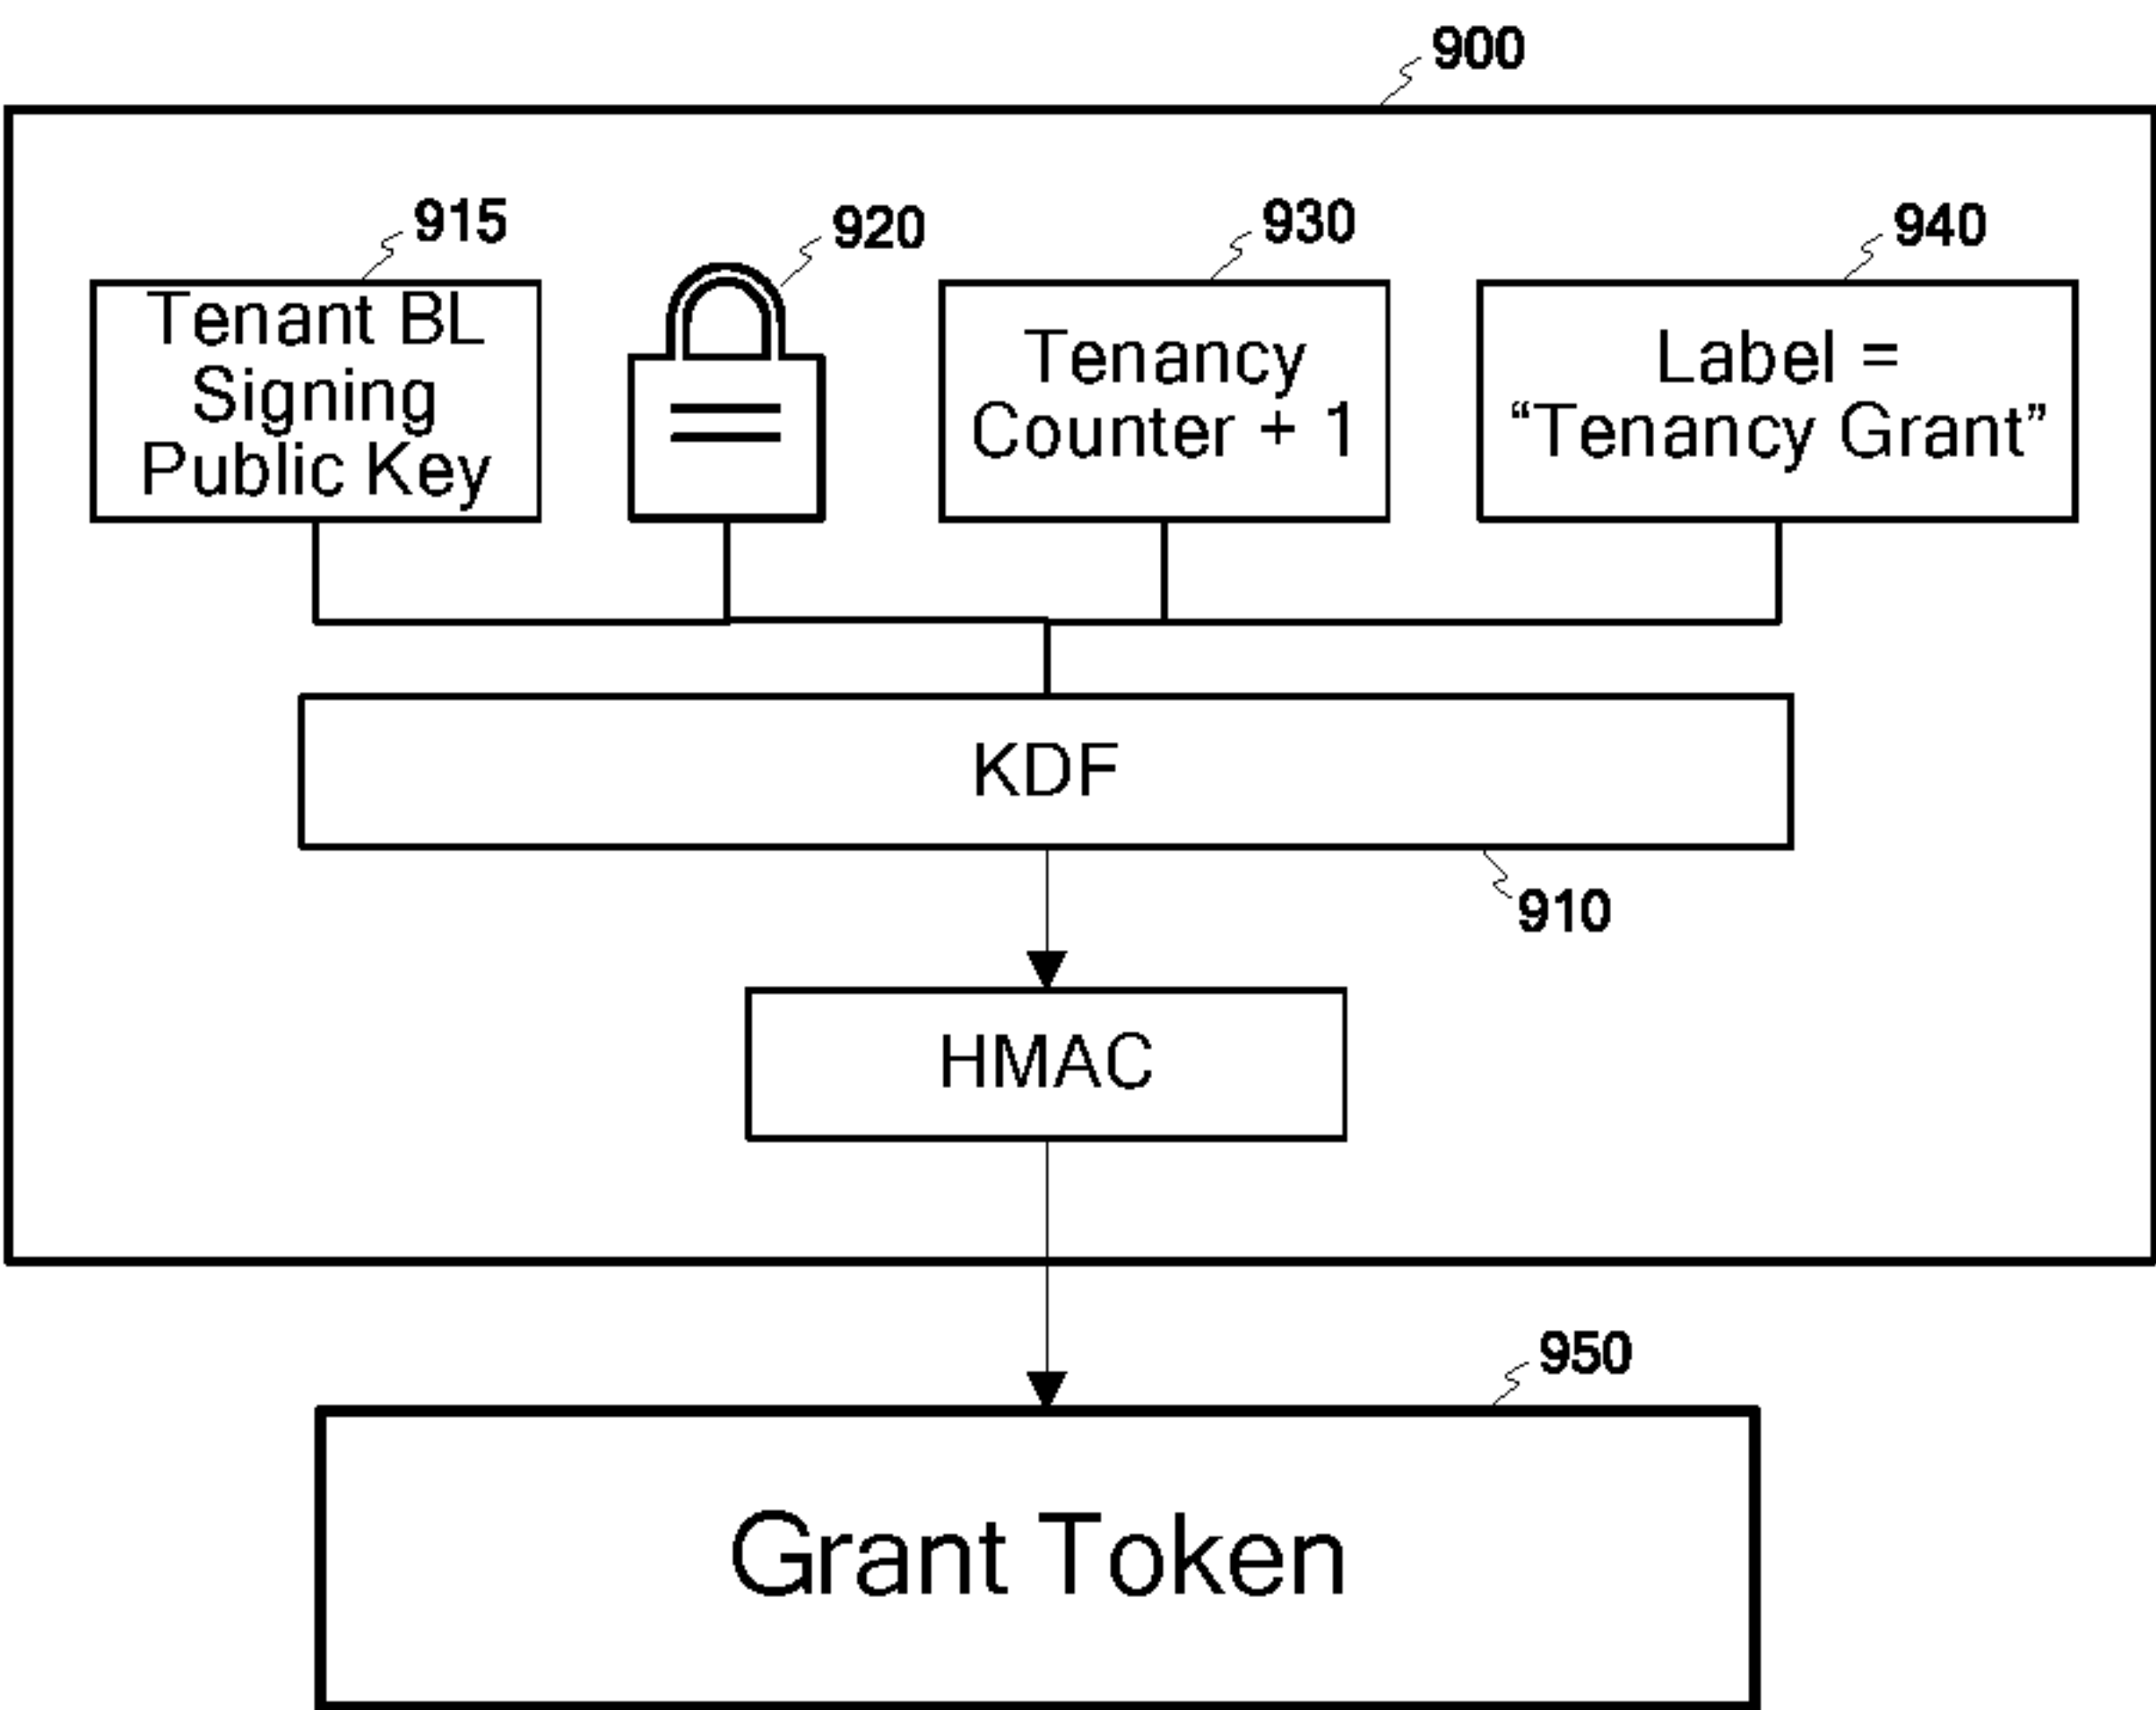 900
915
920
930
940
Tenant BL
Signing
Public Key
Tenancy
Counter + 1
Label =
“Tenancy Grant”
KDF
910
HMAC
950
Grant Token